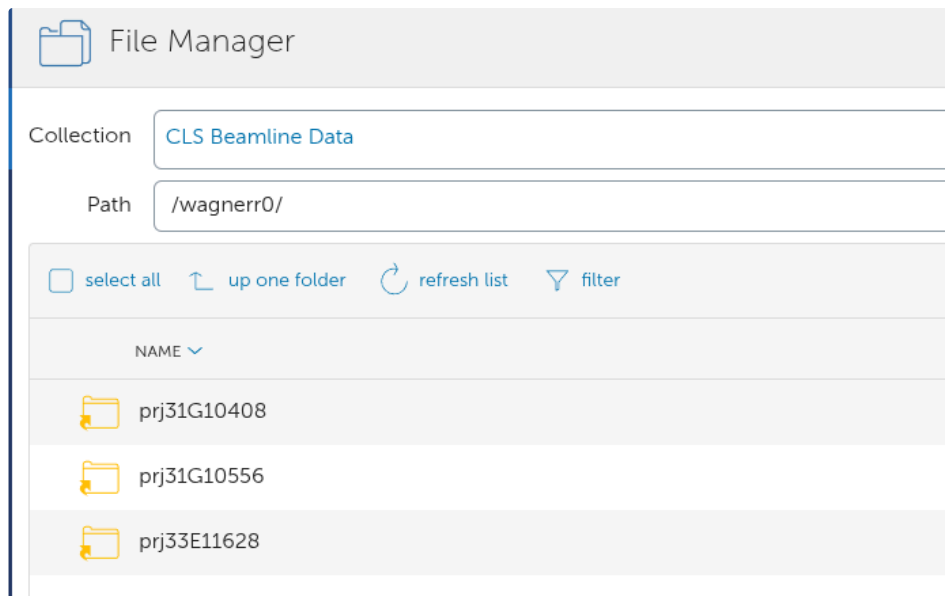 File Manager
Collection CLS Beamline Data
Path /wagnerr0/
select all up one folder refresh list filter
NAME
prj31G10408
prj31G10556
prj33E11628